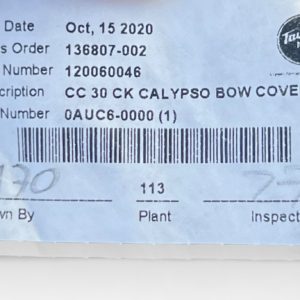 Date Oct, 15 2020
s Order 136807-002
Number 120060046
cription CC 30 CK CALYPSO BOW COVE
Number 0AUC6-0000 (1)
170 113
wn By Plant Inspect